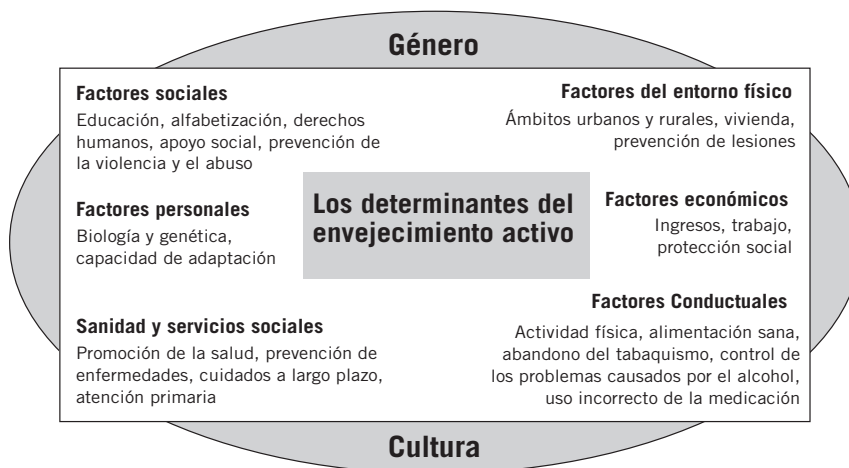 Género
Factores sociales
Educación, alfabetización, derechos
humanos, apoyo social, prevención de
la violencia y el abuso
Factores del entorno físico
Ámbitos urbanos y rurales, vivienda,
prevención de lesiones
Los determinantes del
envejecimiento activo
Factores personales
Biología y genética,
capacidad de adaptación
Factores económicos
Ingresos, trabajo,
protección social
Sanidad y servicios sociales
Promoción de la salud, prevención de
enfermedades, cuidados a largo plazo,
atención primaria
Factores Conductuales
Actividad física, alimentación sana,
abandono del tabaquismo, control de
los problemas causados por el alcohol,
uso incorrecto de la medicación
Cultura